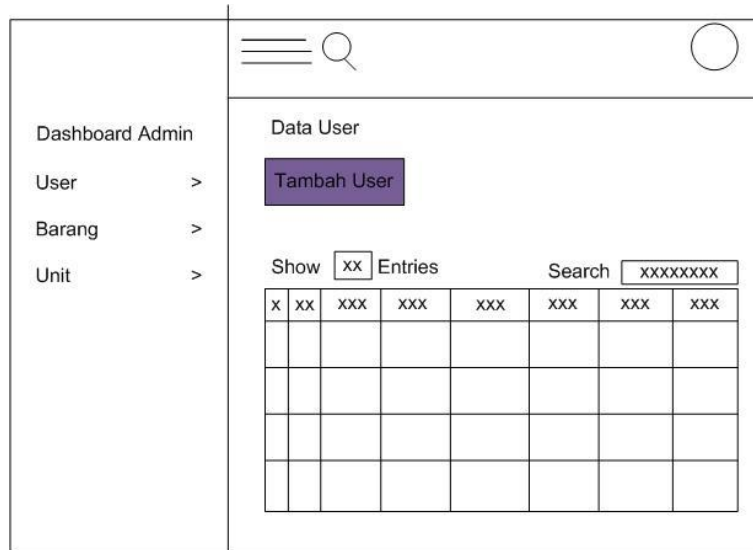 Dashboard Admin
User >
Barang >
Unit >
Data User
Tambah User
Show xx Entries
Search xxxxxxxx
x xx xxx xxx xxx xxx xxx xxx